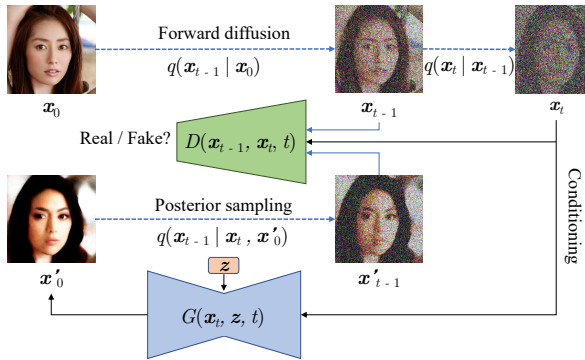 Forward diffusion
q(x_{t-1} | x_0)
q(x_t | x_{t-1})
x_0
x_{t-1}
x_t
Real / Fake?
D(x_{t-1}, x_t, t)
Conditioning
Posterior sampling
q(x_{t-1} | x_t, x'_0)
x'_0
z
x'_{t-1}
G(x_t, z, t)